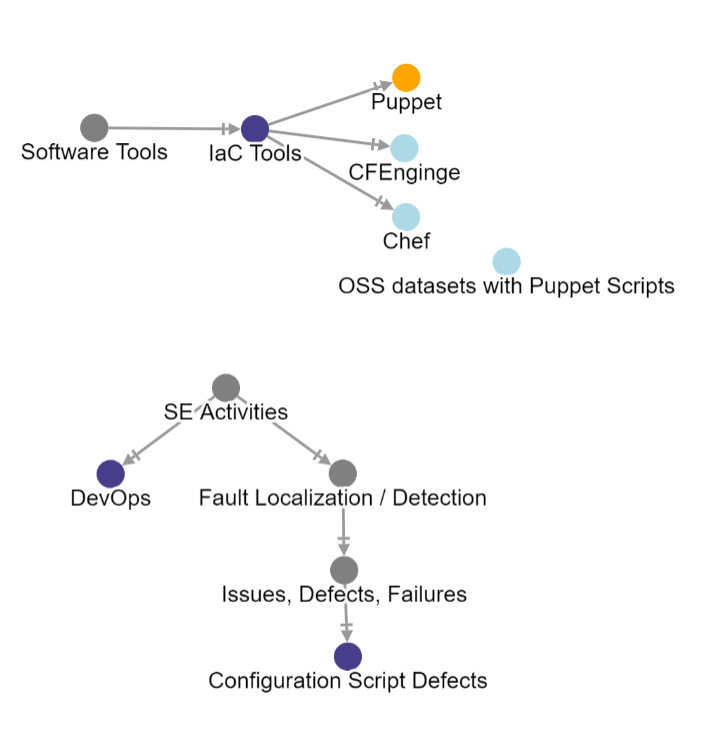 Puppet
Software Tools
IaC Tools
CFEnginge
Chef
OSS datasets with Puppet Scripts
SE Activities
DevOps
Fault Localization / Detection
Issues, Defects, Failures
Configuration Script Defects